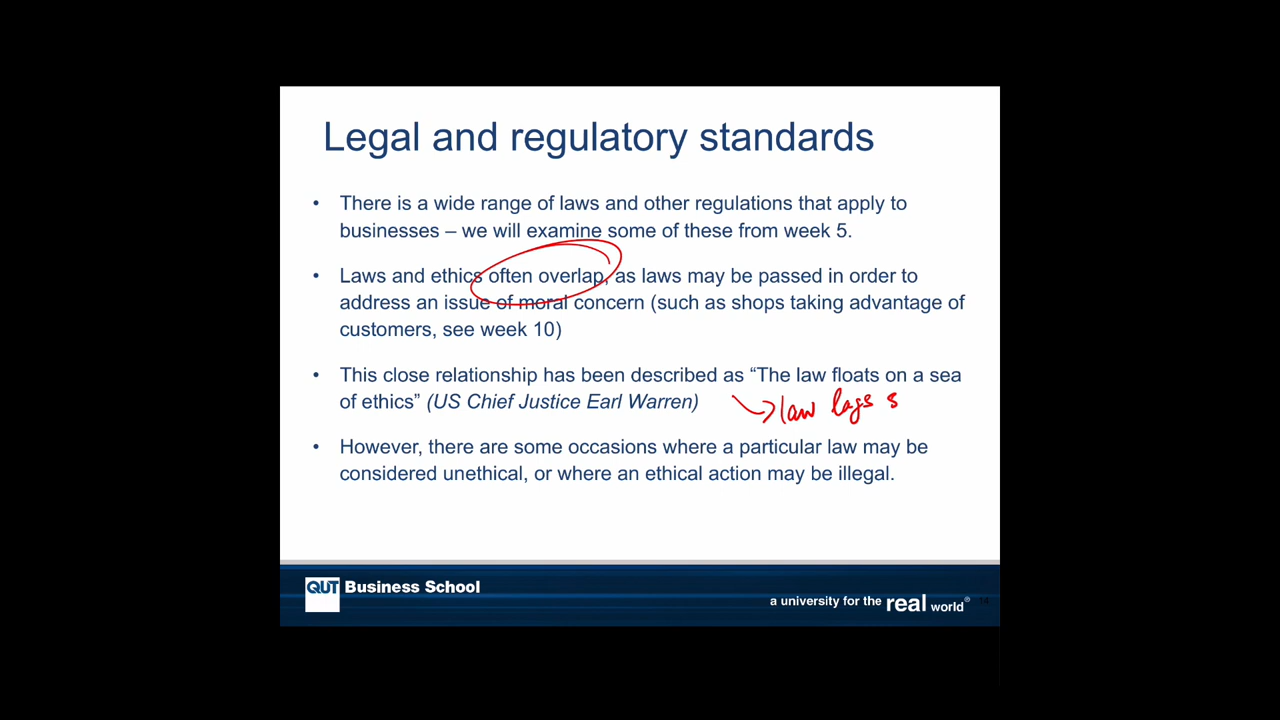 Legal and regulatory standards
• There is a wide range of laws and other regulations that apply to
businesses – we will examine some of these from week 5.
• Laws and ethics often overlap, as laws may be passed in order to
address an issue of moral concern (such as shops taking advantage of
customers, see week 10)
• This close relationship has been described as “The law floats on a sea
of ethics” (US Chief Justice Earl Warren)
law lags s
• However, there are some occasions where a particular law may be
considered unethical, or where an ethical action may be illegal.
QUT Business School
a university for the real world®